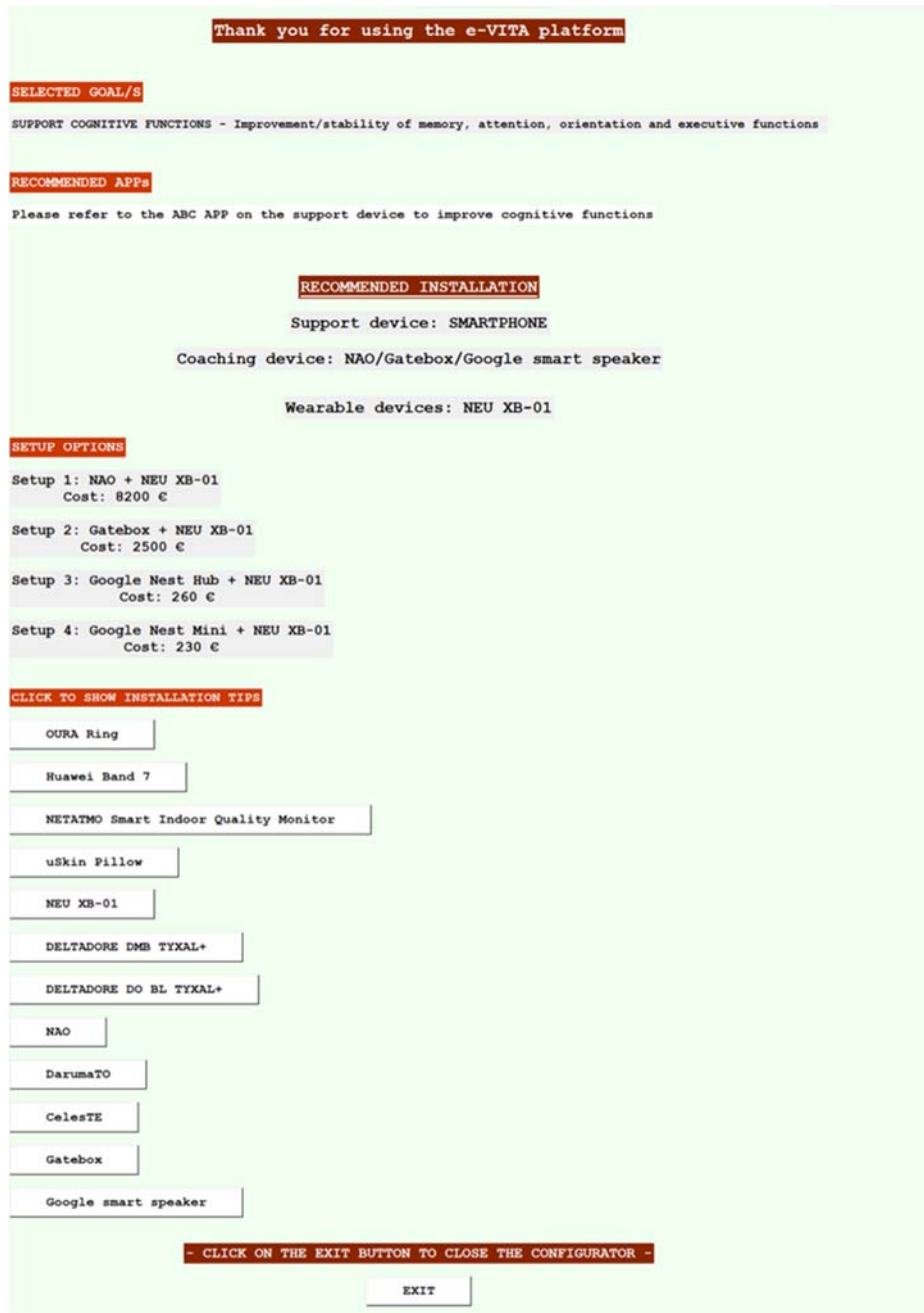 Thank you for using the e-VITA platform
SELECTED GOAL/S
SUPPORT COGNITIVE FUNCTIONS - Improvement/stability of memory, attention, orientation and executive functions
RECOMMENDED APPs
Please refer to the ABC APP on the support device to improve cognitive functions
RECOMMENDED INSTALLATION
Support device: SMARTPHONE
Coaching device: NAO/Gatebox/Google smart speaker
Wearable devices: NEU XB-01
SETUP OPTIONS
Setup 1: NAO + NEU XB-01
Cost: 8200 €
Setup 2: Gatebox + NEU XB-01
Cost: 2500 €
Setup 3: Google Nest Hub + NEU XB-01
Cost: 260 €
Setup 4: Google Nest Mini + NEU XB-01
Cost: 230 €
CLICK TO SHOW INSTALLATION TIPS
OURA Ring
Huawei Band 7
NETATMO Smart Indoor Quality Monitor
uSkin Pillow
NEU XB-01
DELTADORE DMB TYXAL+
DELTADORE DO BL TYXAL+
NAO
DarumaTO
CelesTE
Gatebox
Google smart speaker
- CLICK ON THE EXIT BUTTON TO CLOSE THE CONFIGURATOR -
EXIT